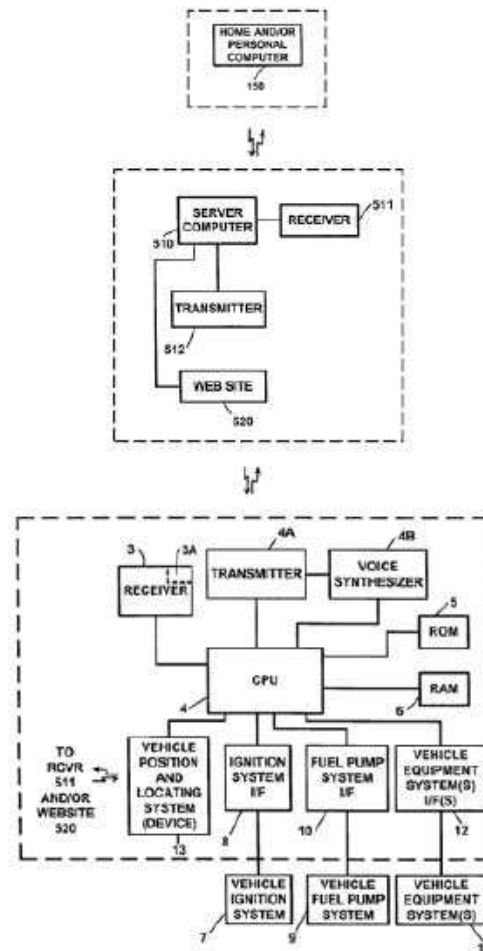 HOME AND/OR
PERSONAL
COMPUTER
150
SERVER
COMPUTER
510
RECEIVER
511
TRANSMITTER
512
WEB SITE
520
3
3A
RECEIVER
4A
TRANSMITTER
4B
VOICE
SYNTHESIZER
5
ROM
CPU
4
RAM
6
TO
RCVR
511
AND/OR
WEBSITE
520
VEHICLE
POSITION
AND
LOCATING
SYSTEM
(DEVICE)
13
IGNITION
SYSTEM
I/F
8
FUEL PUMP
SYSTEM
I/F
10
VEHICLE
EQUIPMENT
SYSTEM(S)
I/F(S)
12
VEHICLE
IGNITION
SYSTEM
7
VEHICLE
FUEL PUMP
SYSTEM
9
VEHICLE
EQUIPMENT
SYSTEM(S)